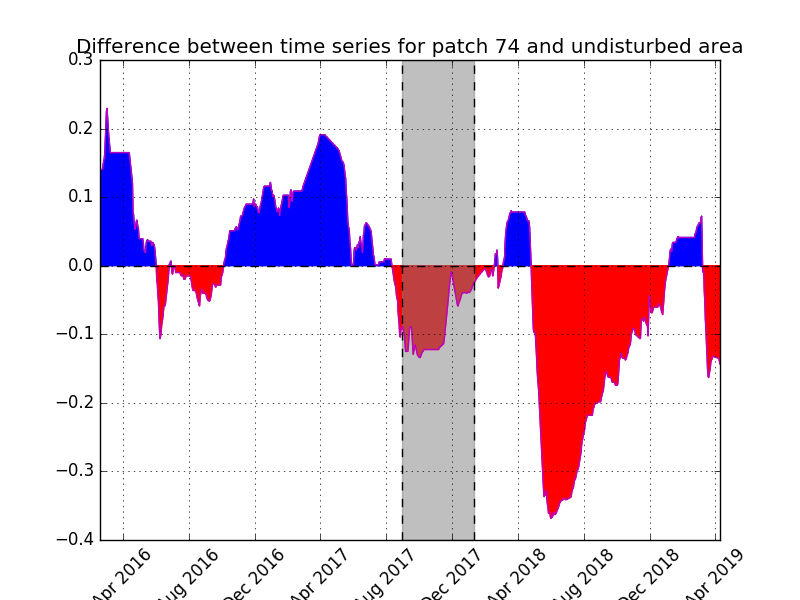 Difference between time series for patch 74 and undisturbed area
0.3
0.2
0.1
0.0
−0.1
−0.2
−0.3
−0.4
Apr 2016
Aug 2016
Dec 2016
Apr 2017
Aug 2017
Dec 2017
Apr 2018
Aug 2018
Dec 2018
Apr 2019